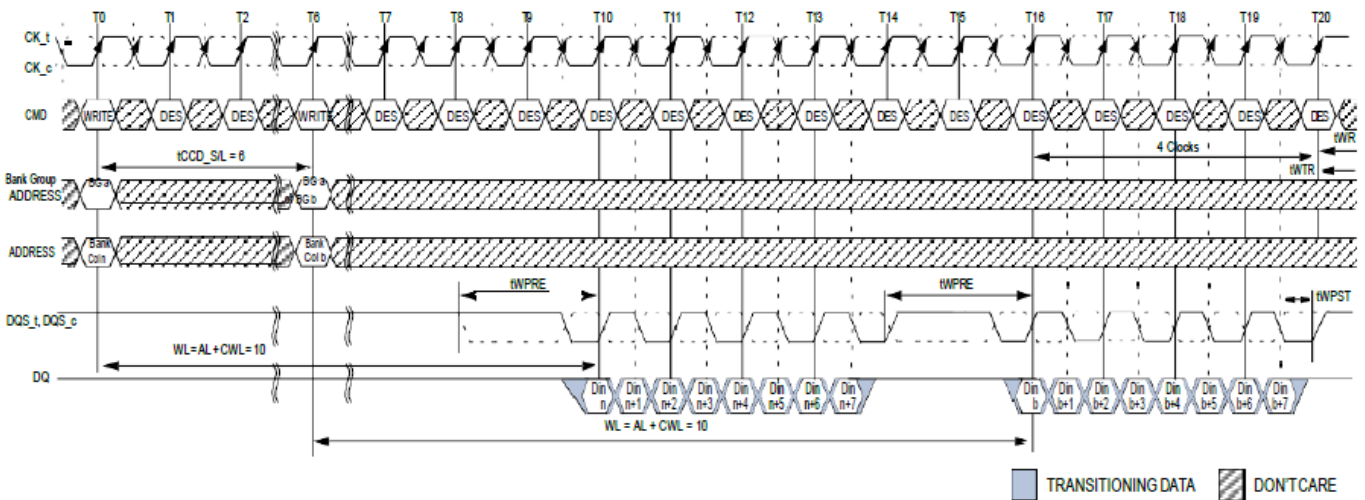 T0 T1 T2 T6 T7 T8 T9 T10 T11 T12 T13 T14 T15 T16 T17 T18 T19 T20
CK_t
CK_c
CMD WRITE DES DES WRITE DES DES DES DES DES DES DES DES DES DES DES DES DES DES
tCCD_S/L = 6
4 Clocks
tWR
tWTR
Bank Group
ADDRESS
BG a
BG a
or BG b
ADDRESS
Bank
Col n
Bank
Col b
tWPRE
tWPRE
tWPST
DQS_t, DQS_c
WL = AL + CWL = 10
DQ
Din n Din n+1 Din n+2 Din n+3 Din n+4 Din n+5 Din n+6 Din n+7 Din b Din b+1 Din b+2 Din b+3 Din b+4 Din b+5 Din b+6 Din b+7
WL = AL + CWL = 10
TRANSITIONING DATA DON'T CARE